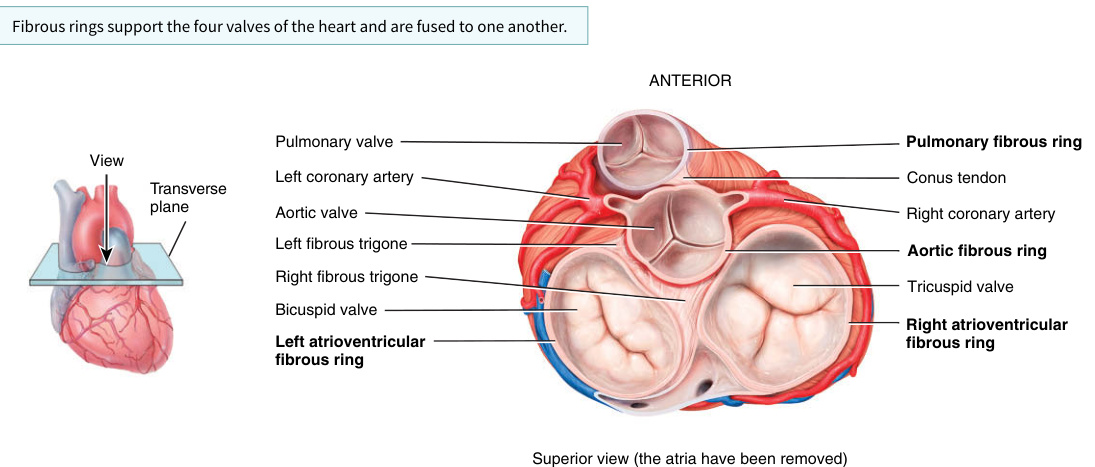 Fibrous rings support the four valves of the heart and are fused to one another.
ANTERIOR
View
Transverse
plane
Pulmonary valve
Left coronary artery
Aortic valve
Left fibrous trigone
Right fibrous trigone
Bicuspid valve
Left atrioventricular
fibrous ring
Pulmonary fibrous ring
Conus tendon
Right coronary artery
Aortic fibrous ring
Tricuspid valve
Right atrioventricular
fibrous ring
Superior view (the atria have been removed)